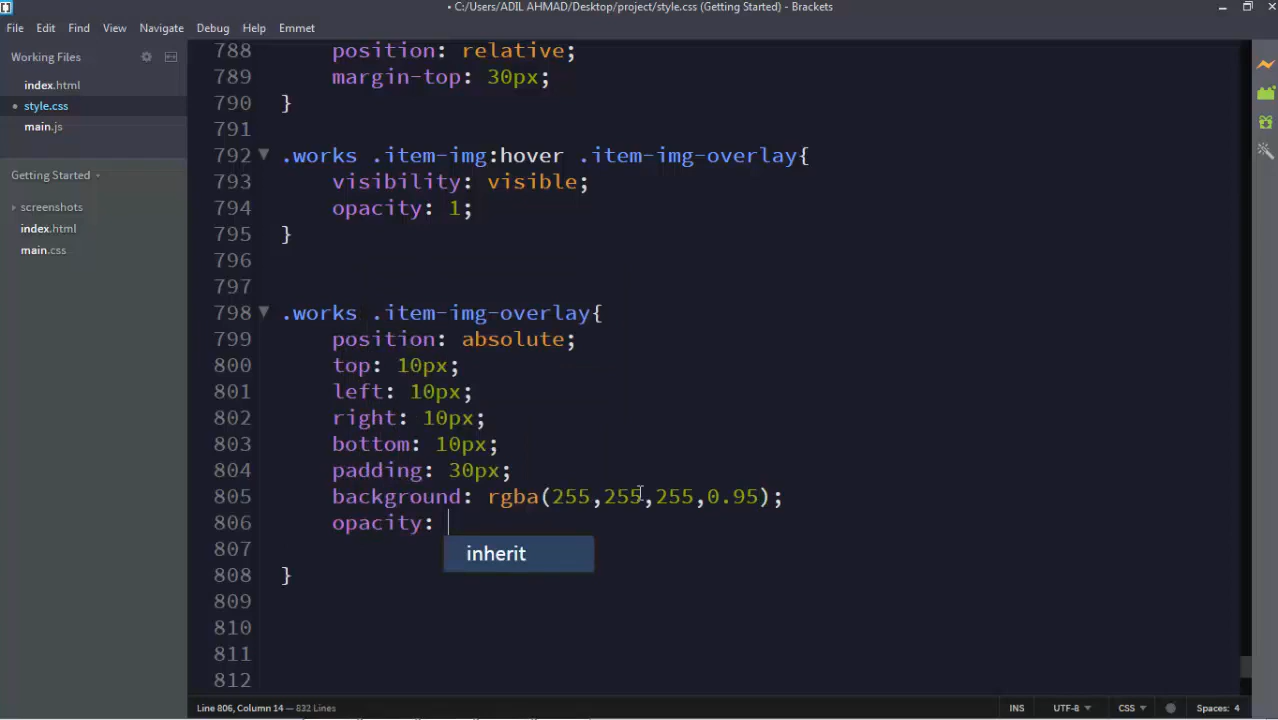 • C:/Users/ADIL AHMAD/Desktop/project/style.css (Getting Started) - Brackets
File Edit Find View Navigate Debug Help Emmet
Working Files
index.html
style.css
main.js
Getting Started
screenshots
index.html
main.css
788 position: relative;
789 margin-top: 30px;
790 }
791
792 .works .item-img:hover .item-img-overlay{
793 visibility: visible;
794 opacity: 1;
795 }
796
797
798 .works .item-img-overlay{
799 position: absolute;
800 top: 10px;
801 left: 10px;
802 right: 10px;
803 bottom: 10px;
804 padding: 30px;
805 background: rgba(255,255,255,0.95);
806 opacity:
inherit
807
808 }
809
810
811
812
Line 806, Column 14 — 832 Lines
INS UTF-8 CSS Spaces: 4